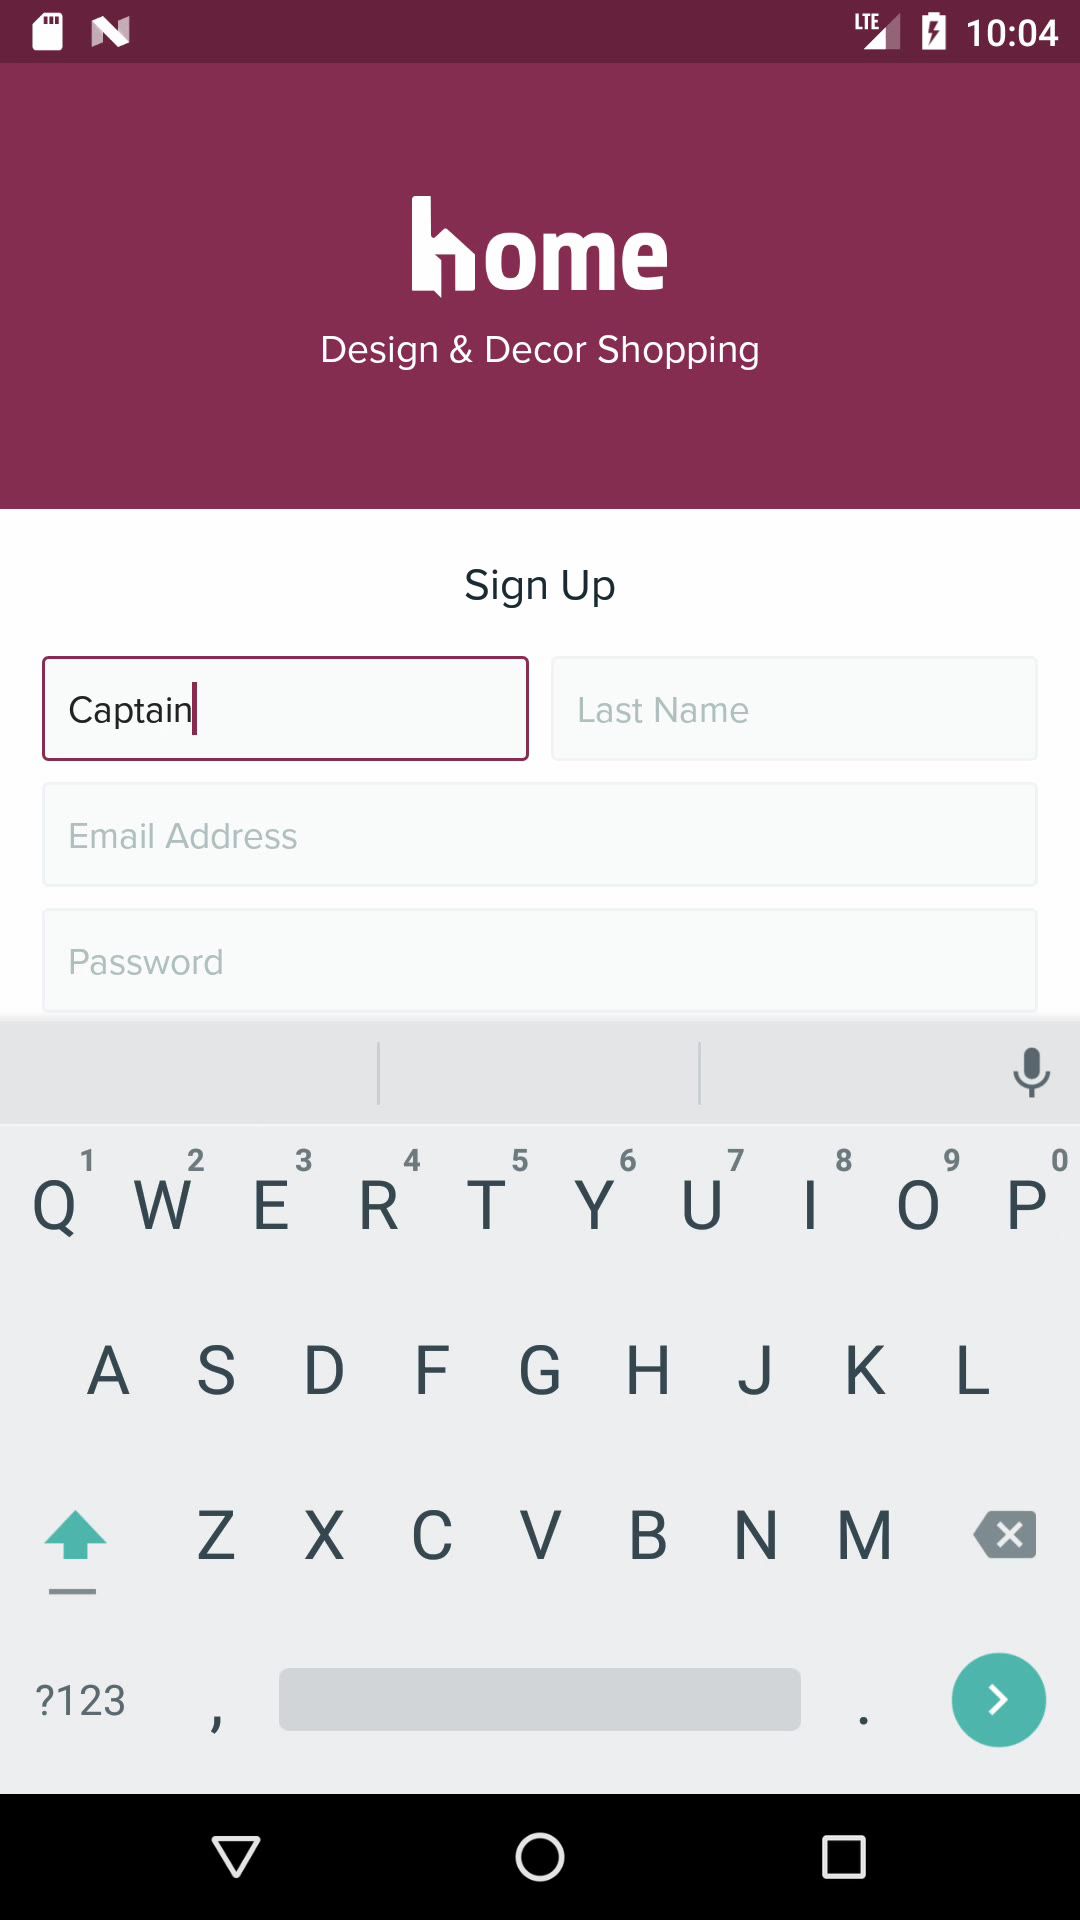 LTE 10:04
home
Design & Decor Shopping
Sign Up
Captain Last Name
Email Address
Password
1 2 3 4 5 6 7 8 9 0
Q W E R T Y U I O P
A S D F G H J K L
Z X C V B N M
?123 , .